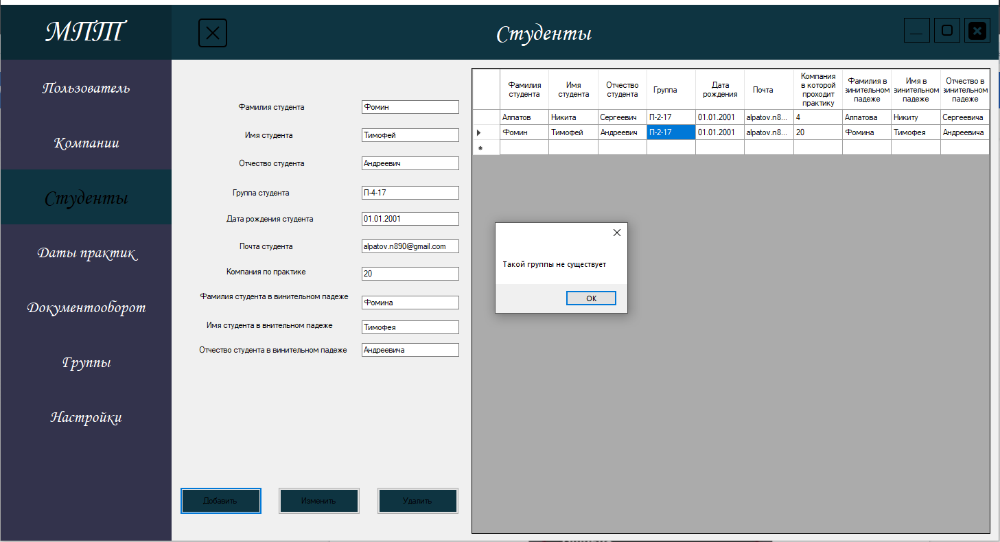 МПТ
Студенты
Пользователь
Компании
Студенты
Даты практик
Документооборот
Группы
Настройки
Фамилия студента
Фомин
Имя студента
Тимофей
Отчество студента
Андреевич
Группа студента
П-4-17
Дата рождения студента
01.01.2001
Почта студента
alpatov.n890@gmail.com
Компания по практике
20
Фамилия студента в винительном падеже
Фомина
Имя студента в внительном падеже
Тимофея
Отчество студента в винительном падеже
Андреевича
Добавить
Изменить
Удалить
Фамилия студента
Имя студента
Отчество студента
Группа
Дата рождения
Почта
Компания в которой проходит практику
Фамилия в винительном падеже
Имя в винительном падеже
Отчество в винительном падеже
Алпатов Никита Сергеевич П-2-17 01.01.2001 alpatov.n8... 4 Алпатова Никиту Сергеевича
Фомин Тимофей Андреевич П-2-17 01.01.2001 alpatov.n8... 20 Фомина Тимофея Андреевича
Такой группы не существует
OK